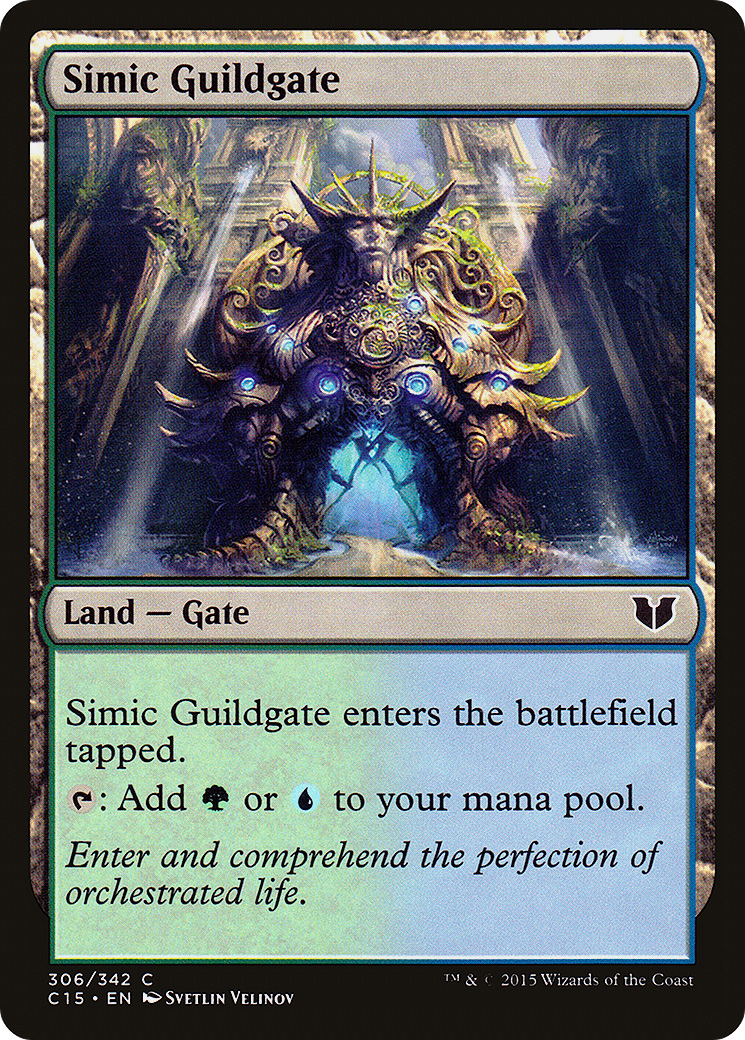 Simic Guildgate
Land — Gate
Simic Guildgate enters the battlefield
tapped.
: Add or to your mana pool.
Enter and comprehend the perfection of
orchestrated life.
306/342 C
C15 • EN Svetlin Velinov
™ & © 2015 Wizards of the Coast